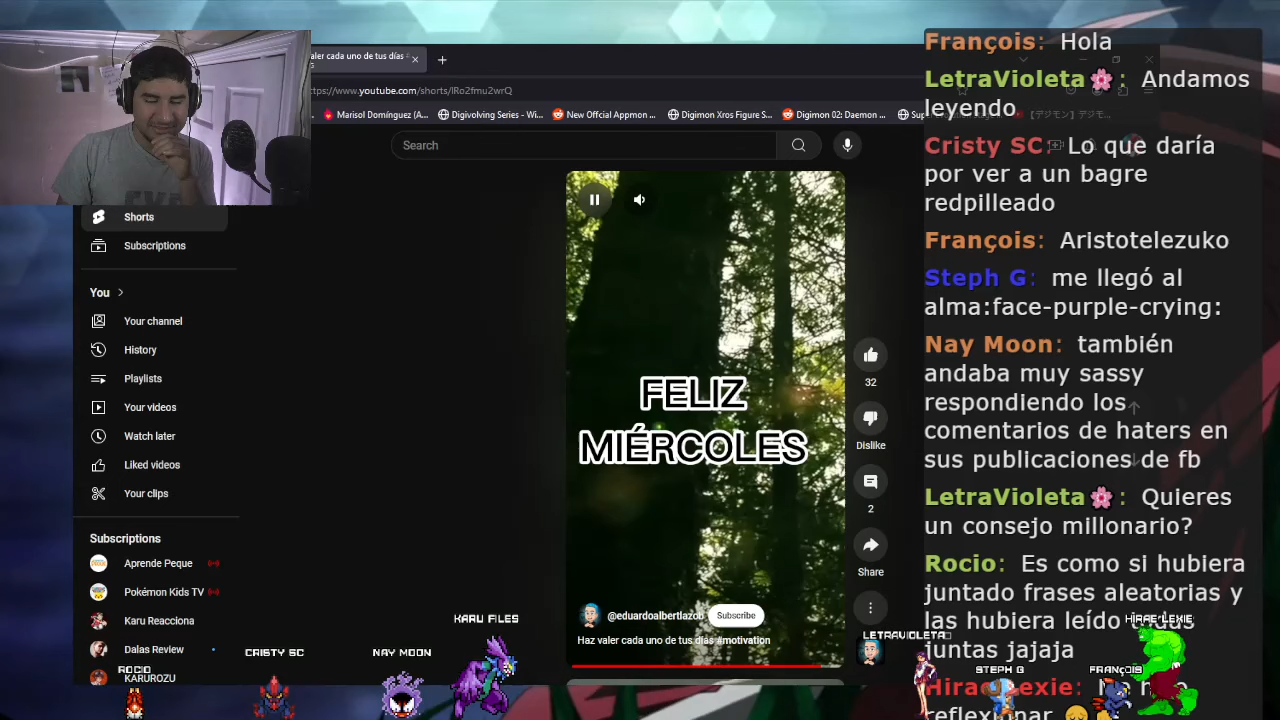 valer cada uno de tus días
https://www.youtube.com/shorts/lRo2fmu2wrQ
Marisol Domínguez (A...
Digivolving Series - Wi...
New Offical Appmon ...
Digimon Xros Figure S...
Digimon 02: Daemon ...
Search
Shorts
Subscriptions
You
Your channel
History
Playlists
Your videos
Watch later
Liked videos
Your clips
Subscriptions
Aprende Peque
Pokémon Kids TV
Karu Reacciona
Dalas Review
KARUROZU
FELIZ
MIÉRCOLES
32
Dislike
2
Share
@eduardoalbertlazob
Subscribe
Haz valer cada uno de tus días #motivation
François: Hola
LetraVioleta🌸: Andamos
leyendo
Cristy SC: Lo que daría
por ver a un bagre
redpilleado
François: Aristotelezuko
Steph G: me llegó al
alma:face-purple-crying:
Nay Moon: también
andaba muy sassy
respondiendo los
comentarios de haters en
sus publicaciones de fb
LetraVioleta🌸: Quieres
un consejo millonario?
Rocio: Es como si hubiera
juntado frases aleatorias y
las hubiera leído
juntas jajaja
Hirae Lexie:
reflexionar
ROCIO
CRISTY SC
NAY MOON
KARU FILES
LETRAVIOLETA
STEPH G
FRANÇOIS
HIRAE LEXIE